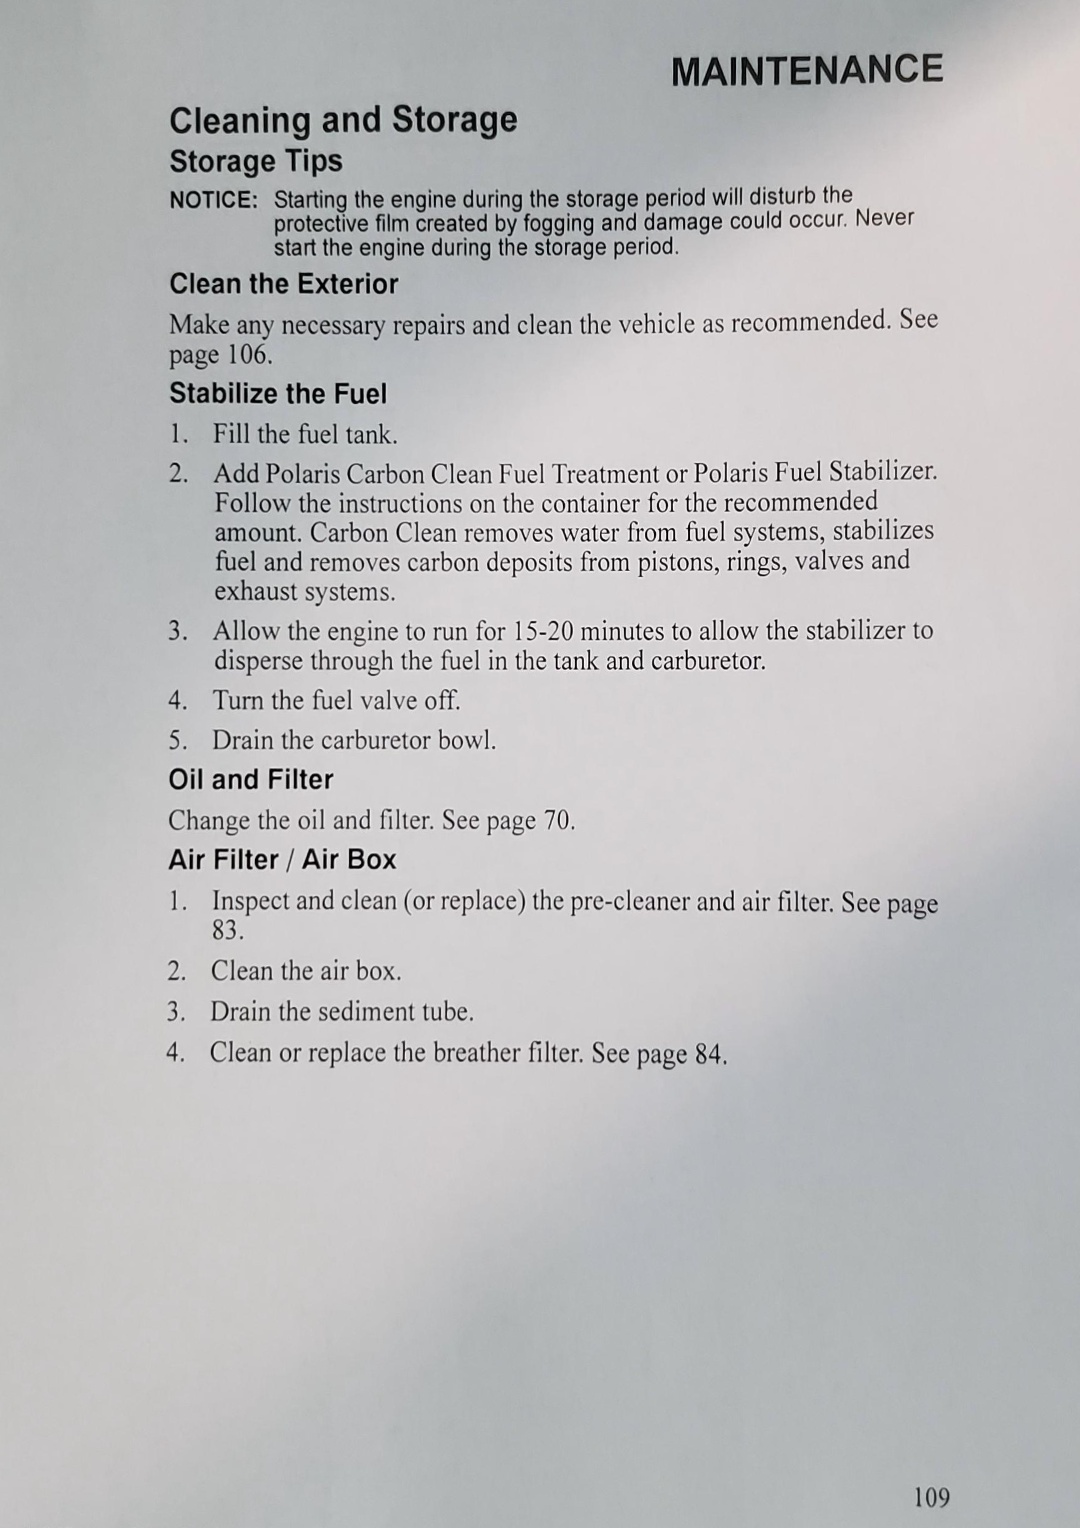 MAINTENANCE
Cleaning and Storage
Storage Tips
NOTICE: Starting the engine during the storage period will disturb the
protective film created by fogging and damage could occur. Never
start the engine during the storage period.
Clean the Exterior
Make any necessary repairs and clean the vehicle as recommended. See
page 106.
Stabilize the Fuel
1. Fill the fuel tank.
2. Add Polaris Carbon Clean Fuel Treatment or Polaris Fuel Stabilizer.
Follow the instructions on the container for the recommended
amount. Carbon Clean removes water from fuel systems, stabilizes
fuel and removes carbon deposits from pistons, rings, valves and
exhaust systems.
3. Allow the engine to run for 15-20 minutes to allow the stabilizer to
disperse through the fuel in the tank and carburetor.
4. Turn the fuel valve off.
5. Drain the carburetor bowl.
Oil and Filter
Change the oil and filter. See page 70.
Air Filter / Air Box
1. Inspect and clean (or replace) the pre-cleaner and air filter. See page
83.
2. Clean the air box.
3. Drain the sediment tube.
4. Clean or replace the breather filter. See page 84.
109